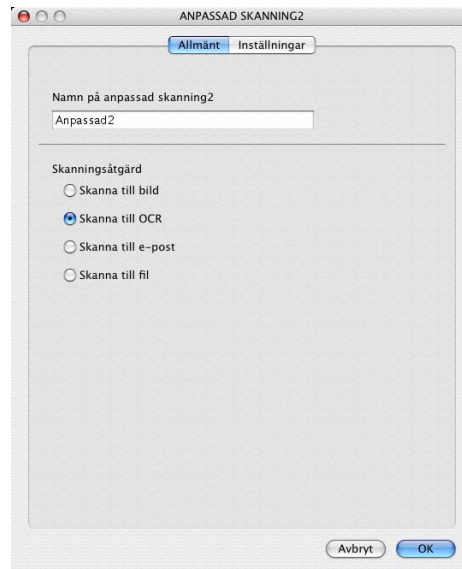 ANPASSAD SKANNING2
Allmänt Inställningar
Namn på anpassad skanning2
Anpassad2
Skanningsåtgärd
Skanna till bild
Skanna till OCR
Skanna till e-post
Skanna till fil
Avbryt OK